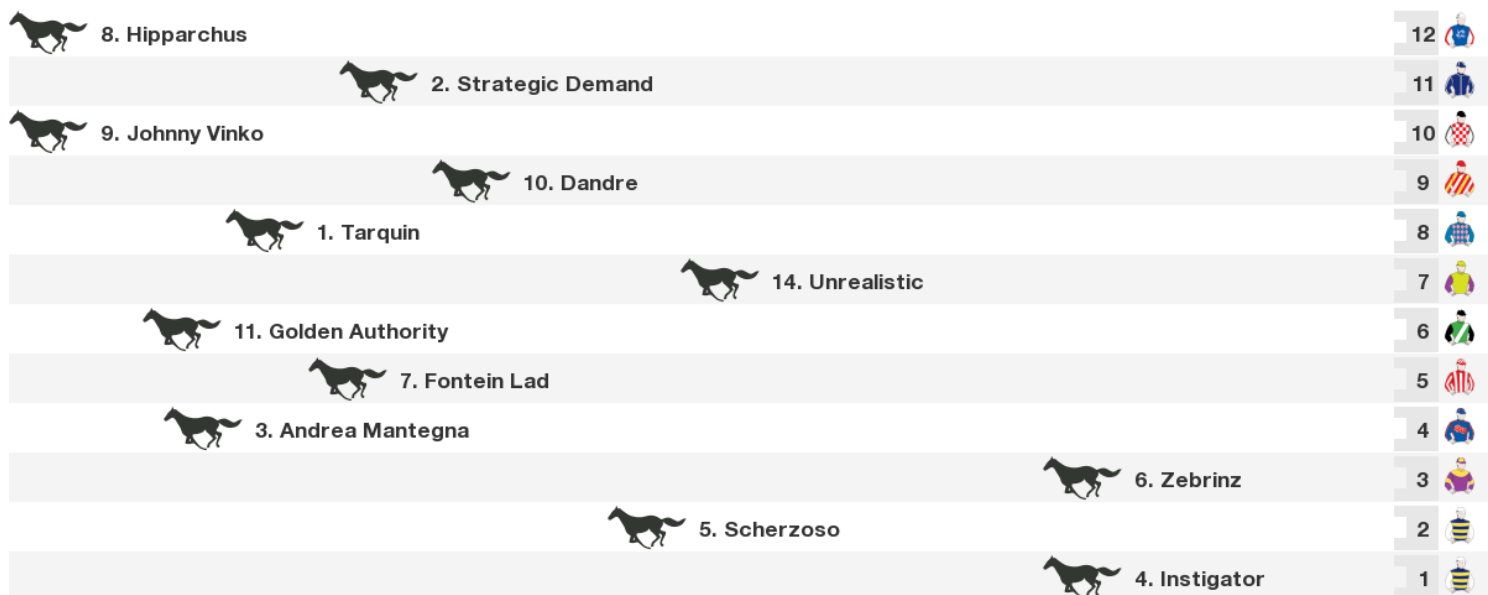 8. Hipparchus 12
2. Strategic Demand 11
9. Johnny Vinko 10
10. Dandre 9
1. Tarquin 8
14. Unrealistic 7
11. Golden Authority 6
7. Fontein Lad 5
3. Andrea Mantegna 4
6. Zebrinz 3
5. Scherzoso 2
4. Instigator 1